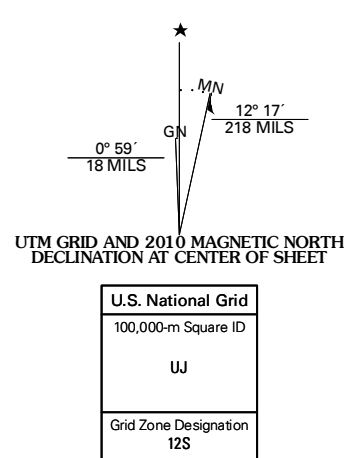 ★
MN
GN
12° 17´
218 MILS
0° 59´
18 MILS
UTM GRID AND 2010 MAGNETIC NORTH
DECLINATION AT CENTER OF SHEET
U.S. National Grid
100,000-m Square ID
UJ
Grid Zone Designation
12S